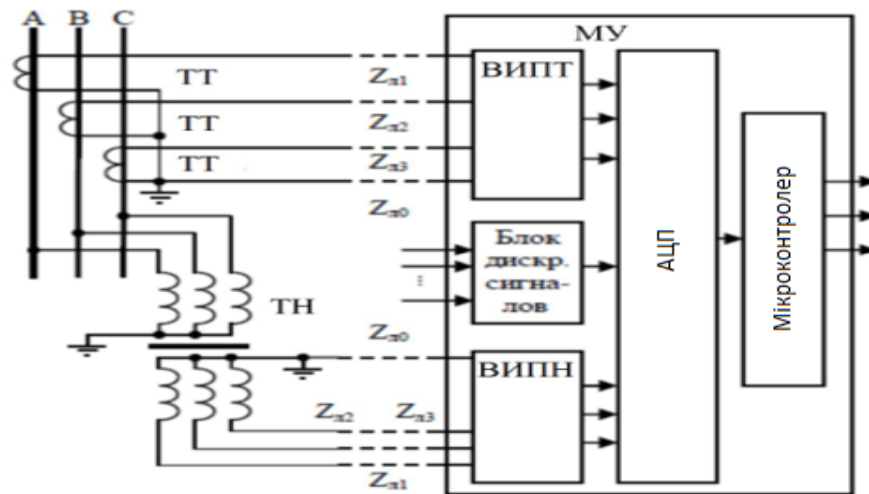 А В С
МУ
ТТ
Zл1
ВИПТ
ТТ
Zл2
ТТ
Zл3
Zл0
Блок
дискр.
сигна-
лов
...
АЦП
Мікроконтролер
ТН
Zл0
ВИПН
Zл2 Zл3
Zл1